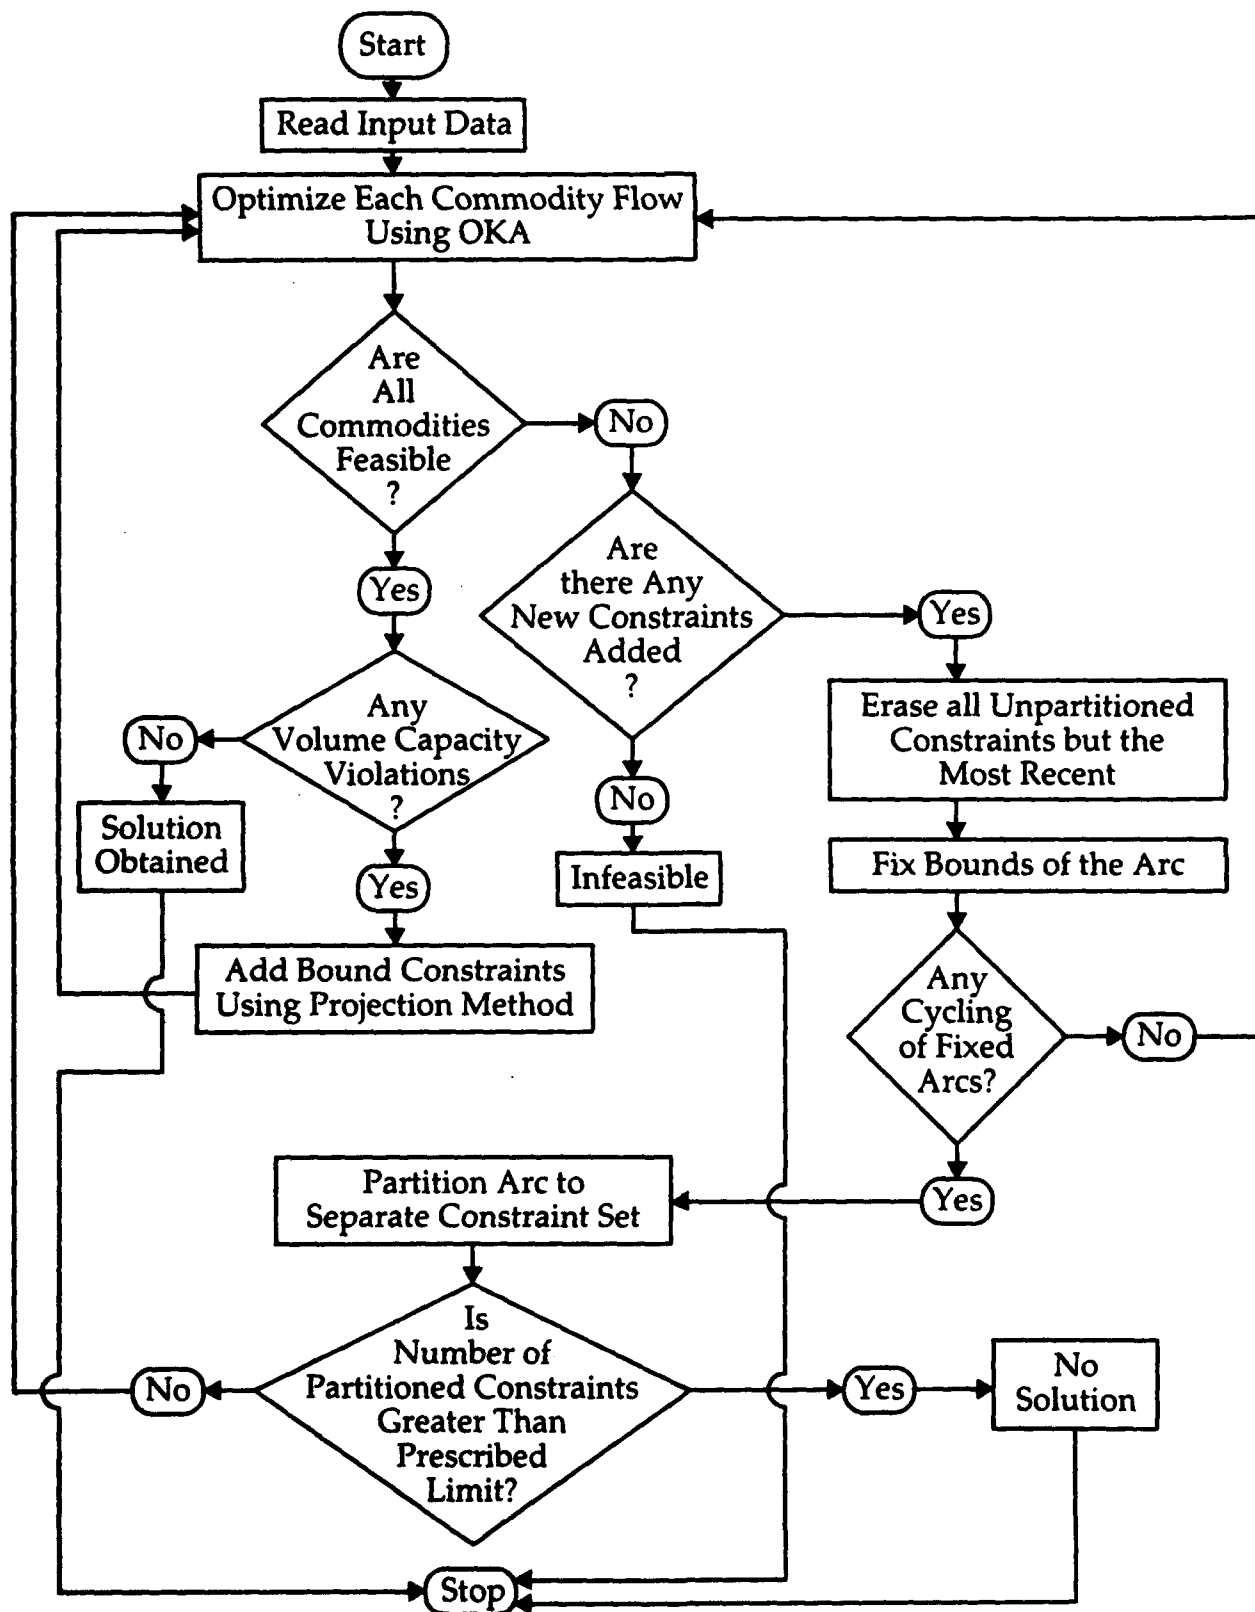 Start
Read Input Data
Optimize Each Commodity Flow
Using OKA
Are
All
Commodities
Feasible
?
No
Yes
Are
there Any
New Constraints
Added
?
Yes
No
Any
Volume Capacity
Violations
?
No
Yes
Solution
Obtained
Infeasible
Erase all Unpartitioned
Constraints but the
Most Recent
Fix Bounds of the Arc
Add Bound Constraints
Using Projection Method
Any
Cycling
of Fixed
Arcs?
No
Yes
Partition Arc to
Separate Constraint Set
Is
Number of
Partitioned Constraints
Greater Than
Prescribed
Limit?
No
Yes
No
Solution
Stop